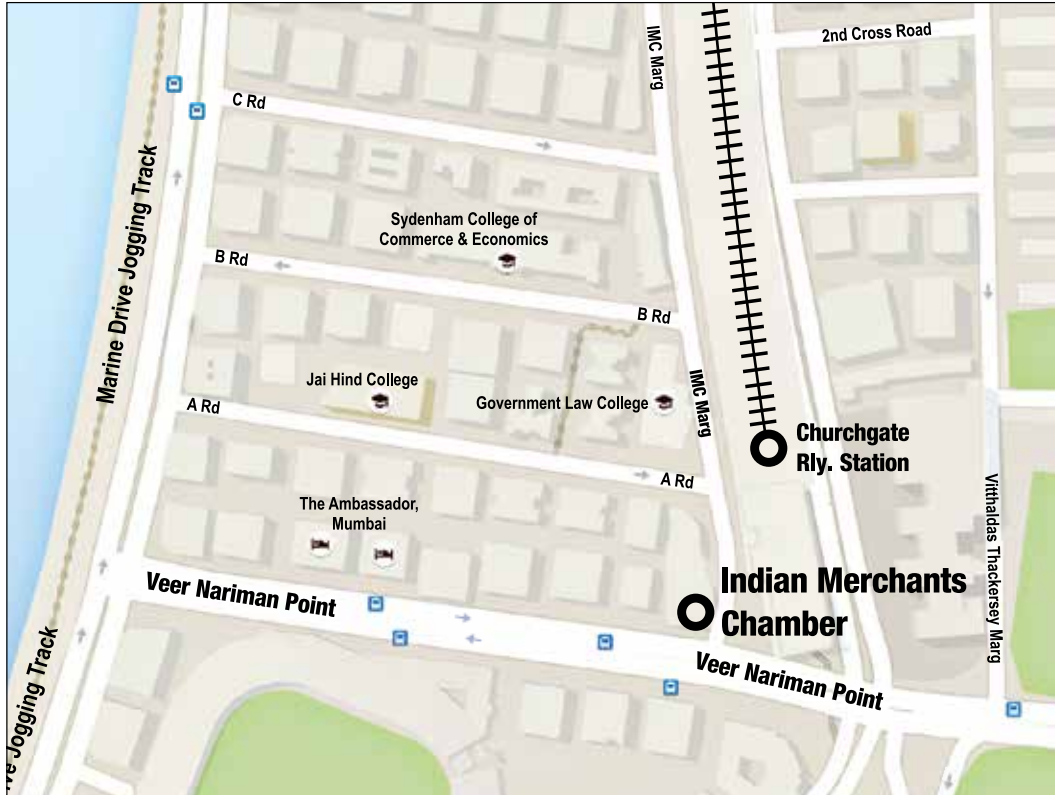 IMC Marg
2nd Cross Road
C Rd
Marine Drive Jogging Track
Sydenham College of
Commerce & Economics
B Rd
B Rd
Jai Hind College
IMC Marg
Government Law College
A Rd
Churchgate
Rly. Station
A Rd
Vitthaldas Thackersey Marg
The Ambassador,
Mumbai
Indian Merchants
Chamber
Veer Nariman Point
Veer Nariman Point
ve Jogging Track